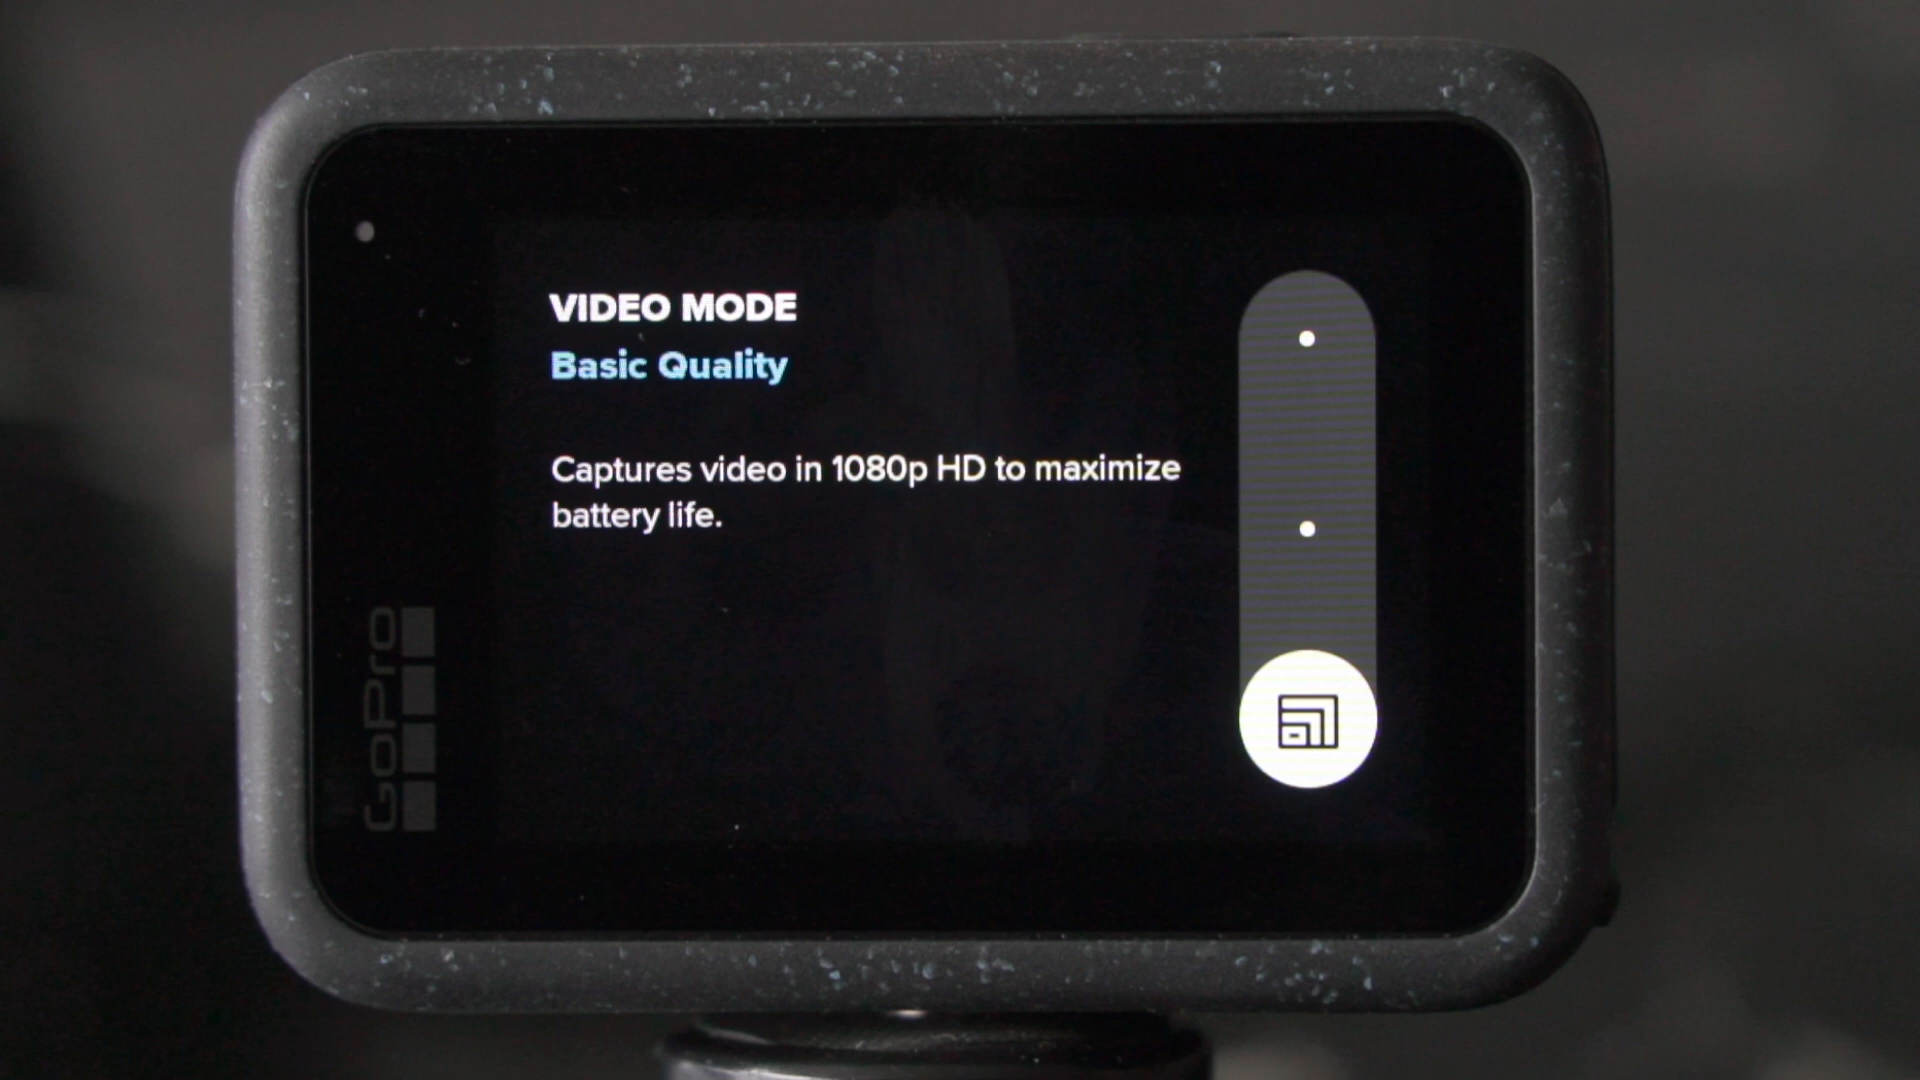 VIDEO MODE
Basic Quality
Captures video in 1080p HD to maximize
battery life.
GoPro